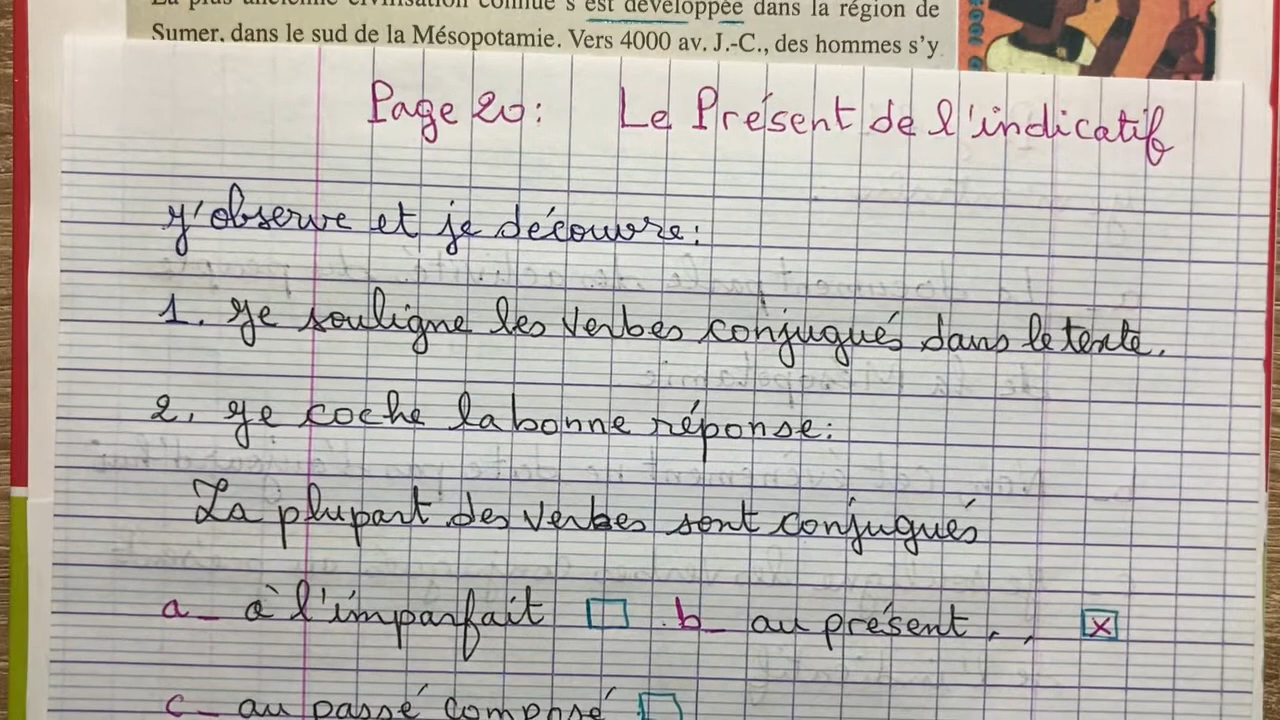 La plus ancienne civilisation connue s'est développée dans la région de
Sumer, dans le sud de la Mésopotamie. Vers 4000 av. J.-C., des hommes s'y
Page 20: Le Présent de l'indicatif
J'observe et je découvre:
1. Je souligne les verbes conjugués dans le texte.
2. Je coche la bonne réponse:
La plupart des verbes sont conjugués
a_ à l'imparfait □ b_ au présent.. ☒
c_ au passé composé □